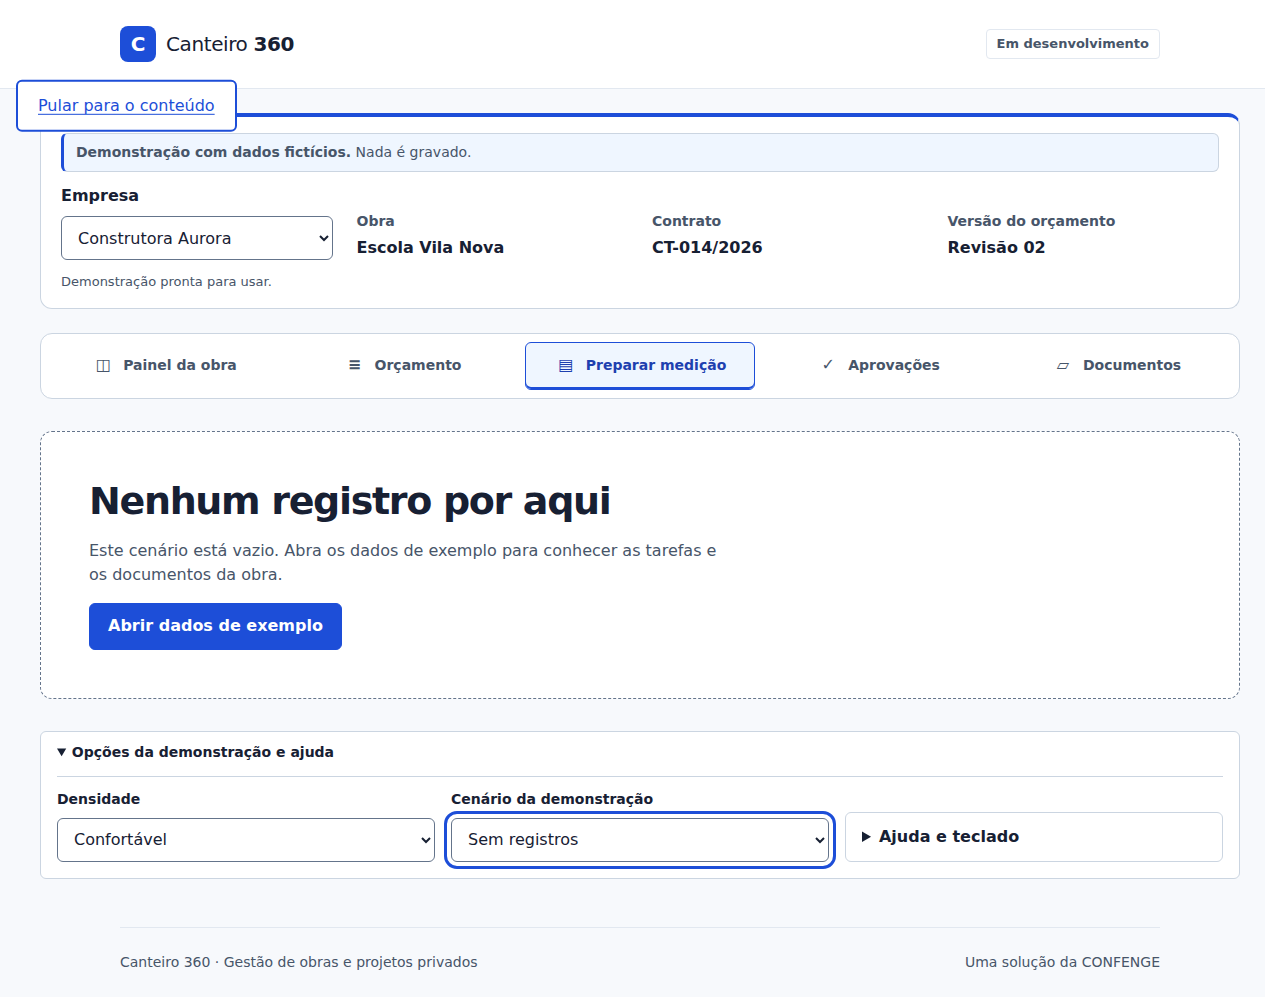 C Canteiro 360
Em desenvolvimento
Pular para o conteúdo
Demonstração com dados fictícios. Nada é gravado.
Empresa
Construtora Aurora
Demonstração pronta para usar.
Obra
Escola Vila Nova
Contrato
CT-014/2026
Versão do orçamento
Revisão 02
Painel da obra
Orçamento
Preparar medição
Aprovações
Documentos
Nenhum registro por aqui
Este cenário está vazio. Abra os dados de exemplo para conhecer as tarefas e
os documentos da obra.
Abrir dados de exemplo
Opções da demonstração e ajuda
Densidade
Confortável
Cenário da demonstração
Sem registros
Ajuda e teclado
Canteiro 360 · Gestão de obras e projetos privados
Uma solução da CONFENGE